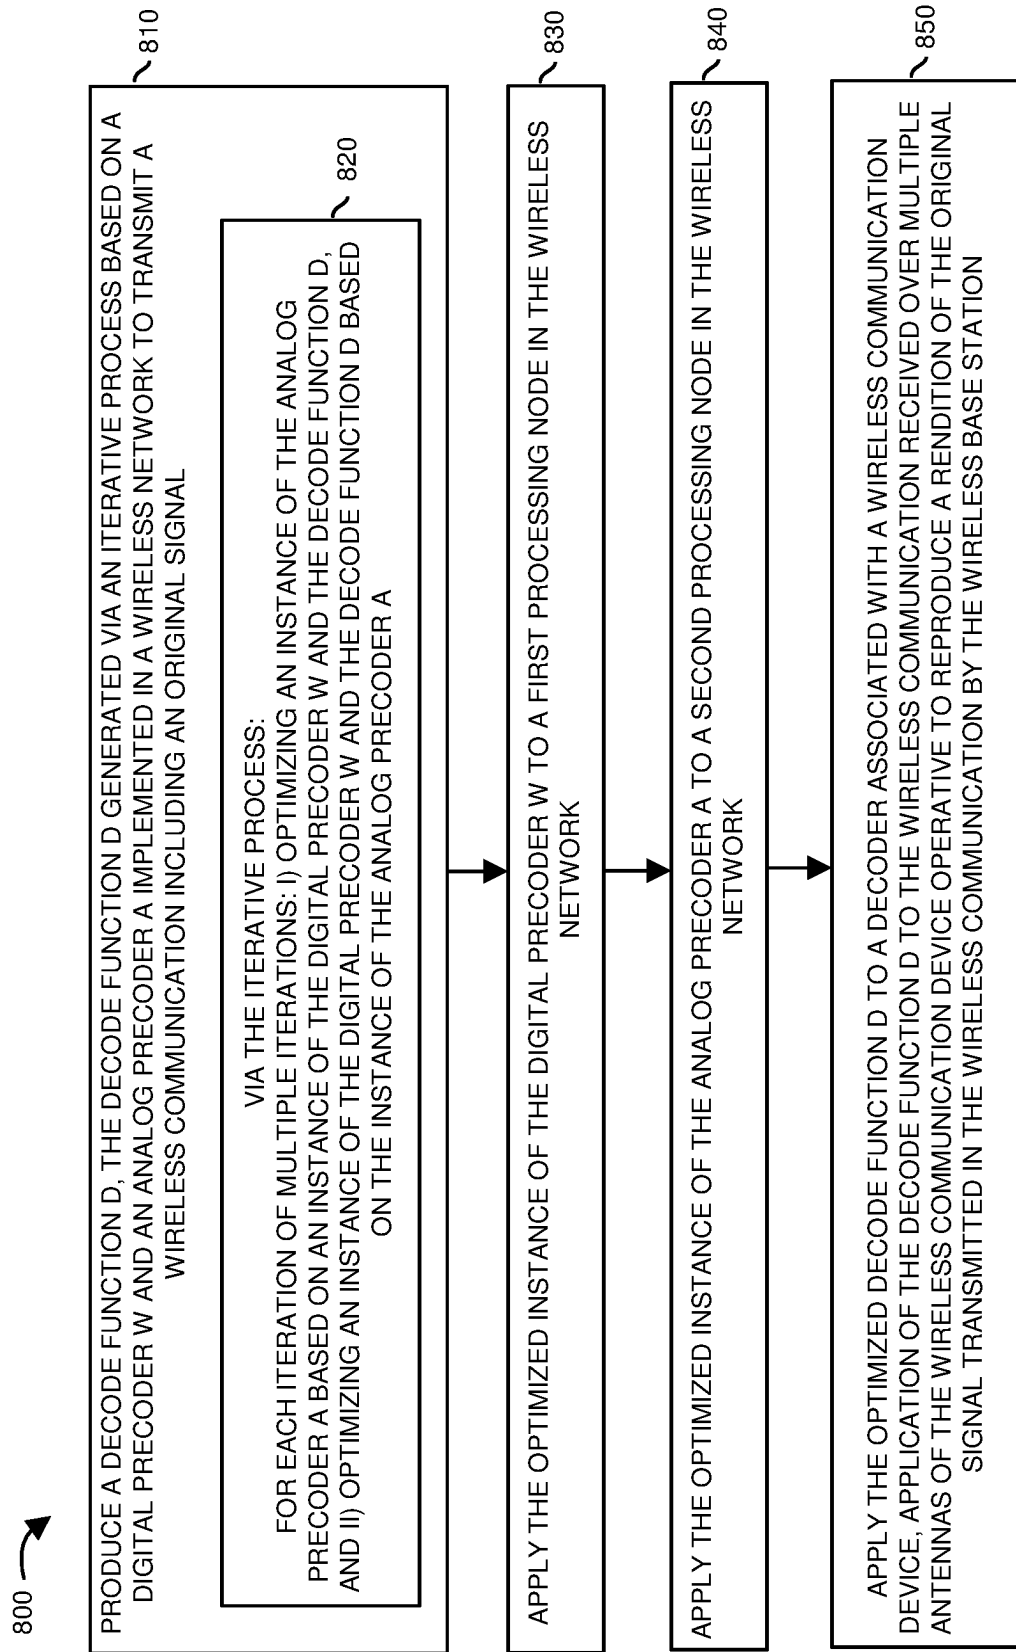 800
810
PRODUCE A DECODE FUNCTION D, THE DECODE FUNCTION D GENERATED VIA AN ITERATIVE PROCESS BASED ON A
DIGITAL PRECODER W AND AN ANALOG PRECODER A IMPLEMENTED IN A WIRELESS NETWORK TO TRANSMIT A
WIRELESS COMMUNICATION INCLUDING AN ORIGINAL SIGNAL
820
VIA THE ITERATIVE PROCESS:
FOR EACH ITERATION OF MULTIPLE ITERATIONS: I) OPTIMIZING AN INSTANCE OF THE ANALOG
PRECODER A BASED ON AN INSTANCE OF THE DIGITAL PRECODER W AND THE DECODE FUNCTION D,
AND II) OPTIMIZING AN INSTANCE OF THE DIGITAL PRECODER W AND THE DECODE FUNCTION D BASED
ON THE INSTANCE OF THE ANALOG PRECODER A
830
APPLY THE OPTIMIZED INSTANCE OF THE DIGITAL PRECODER W TO A FIRST PROCESSING NODE IN THE WIRELESS
NETWORK
840
APPLY THE OPTIMIZED INSTANCE OF THE ANALOG PRECODER A TO A SECOND PROCESSING NODE IN THE WIRELESS
NETWORK
850
APPLY THE OPTIMIZED DECODE FUNCTION D TO A DECODER ASSOCIATED WITH A WIRELESS COMMUNICATION
DEVICE, APPLICATION OF THE DECODE FUNCTION D TO THE WIRELESS COMMUNICATION RECEIVED OVER MULTIPLE
ANTENNAS OF THE WIRELESS COMMUNICATION DEVICE OPERATIVE TO REPRODUCE A RENDITION OF THE ORIGINAL
SIGNAL TRANSMITTED IN THE WIRELESS COMMUNICATION BY THE WIRELESS BASE STATION